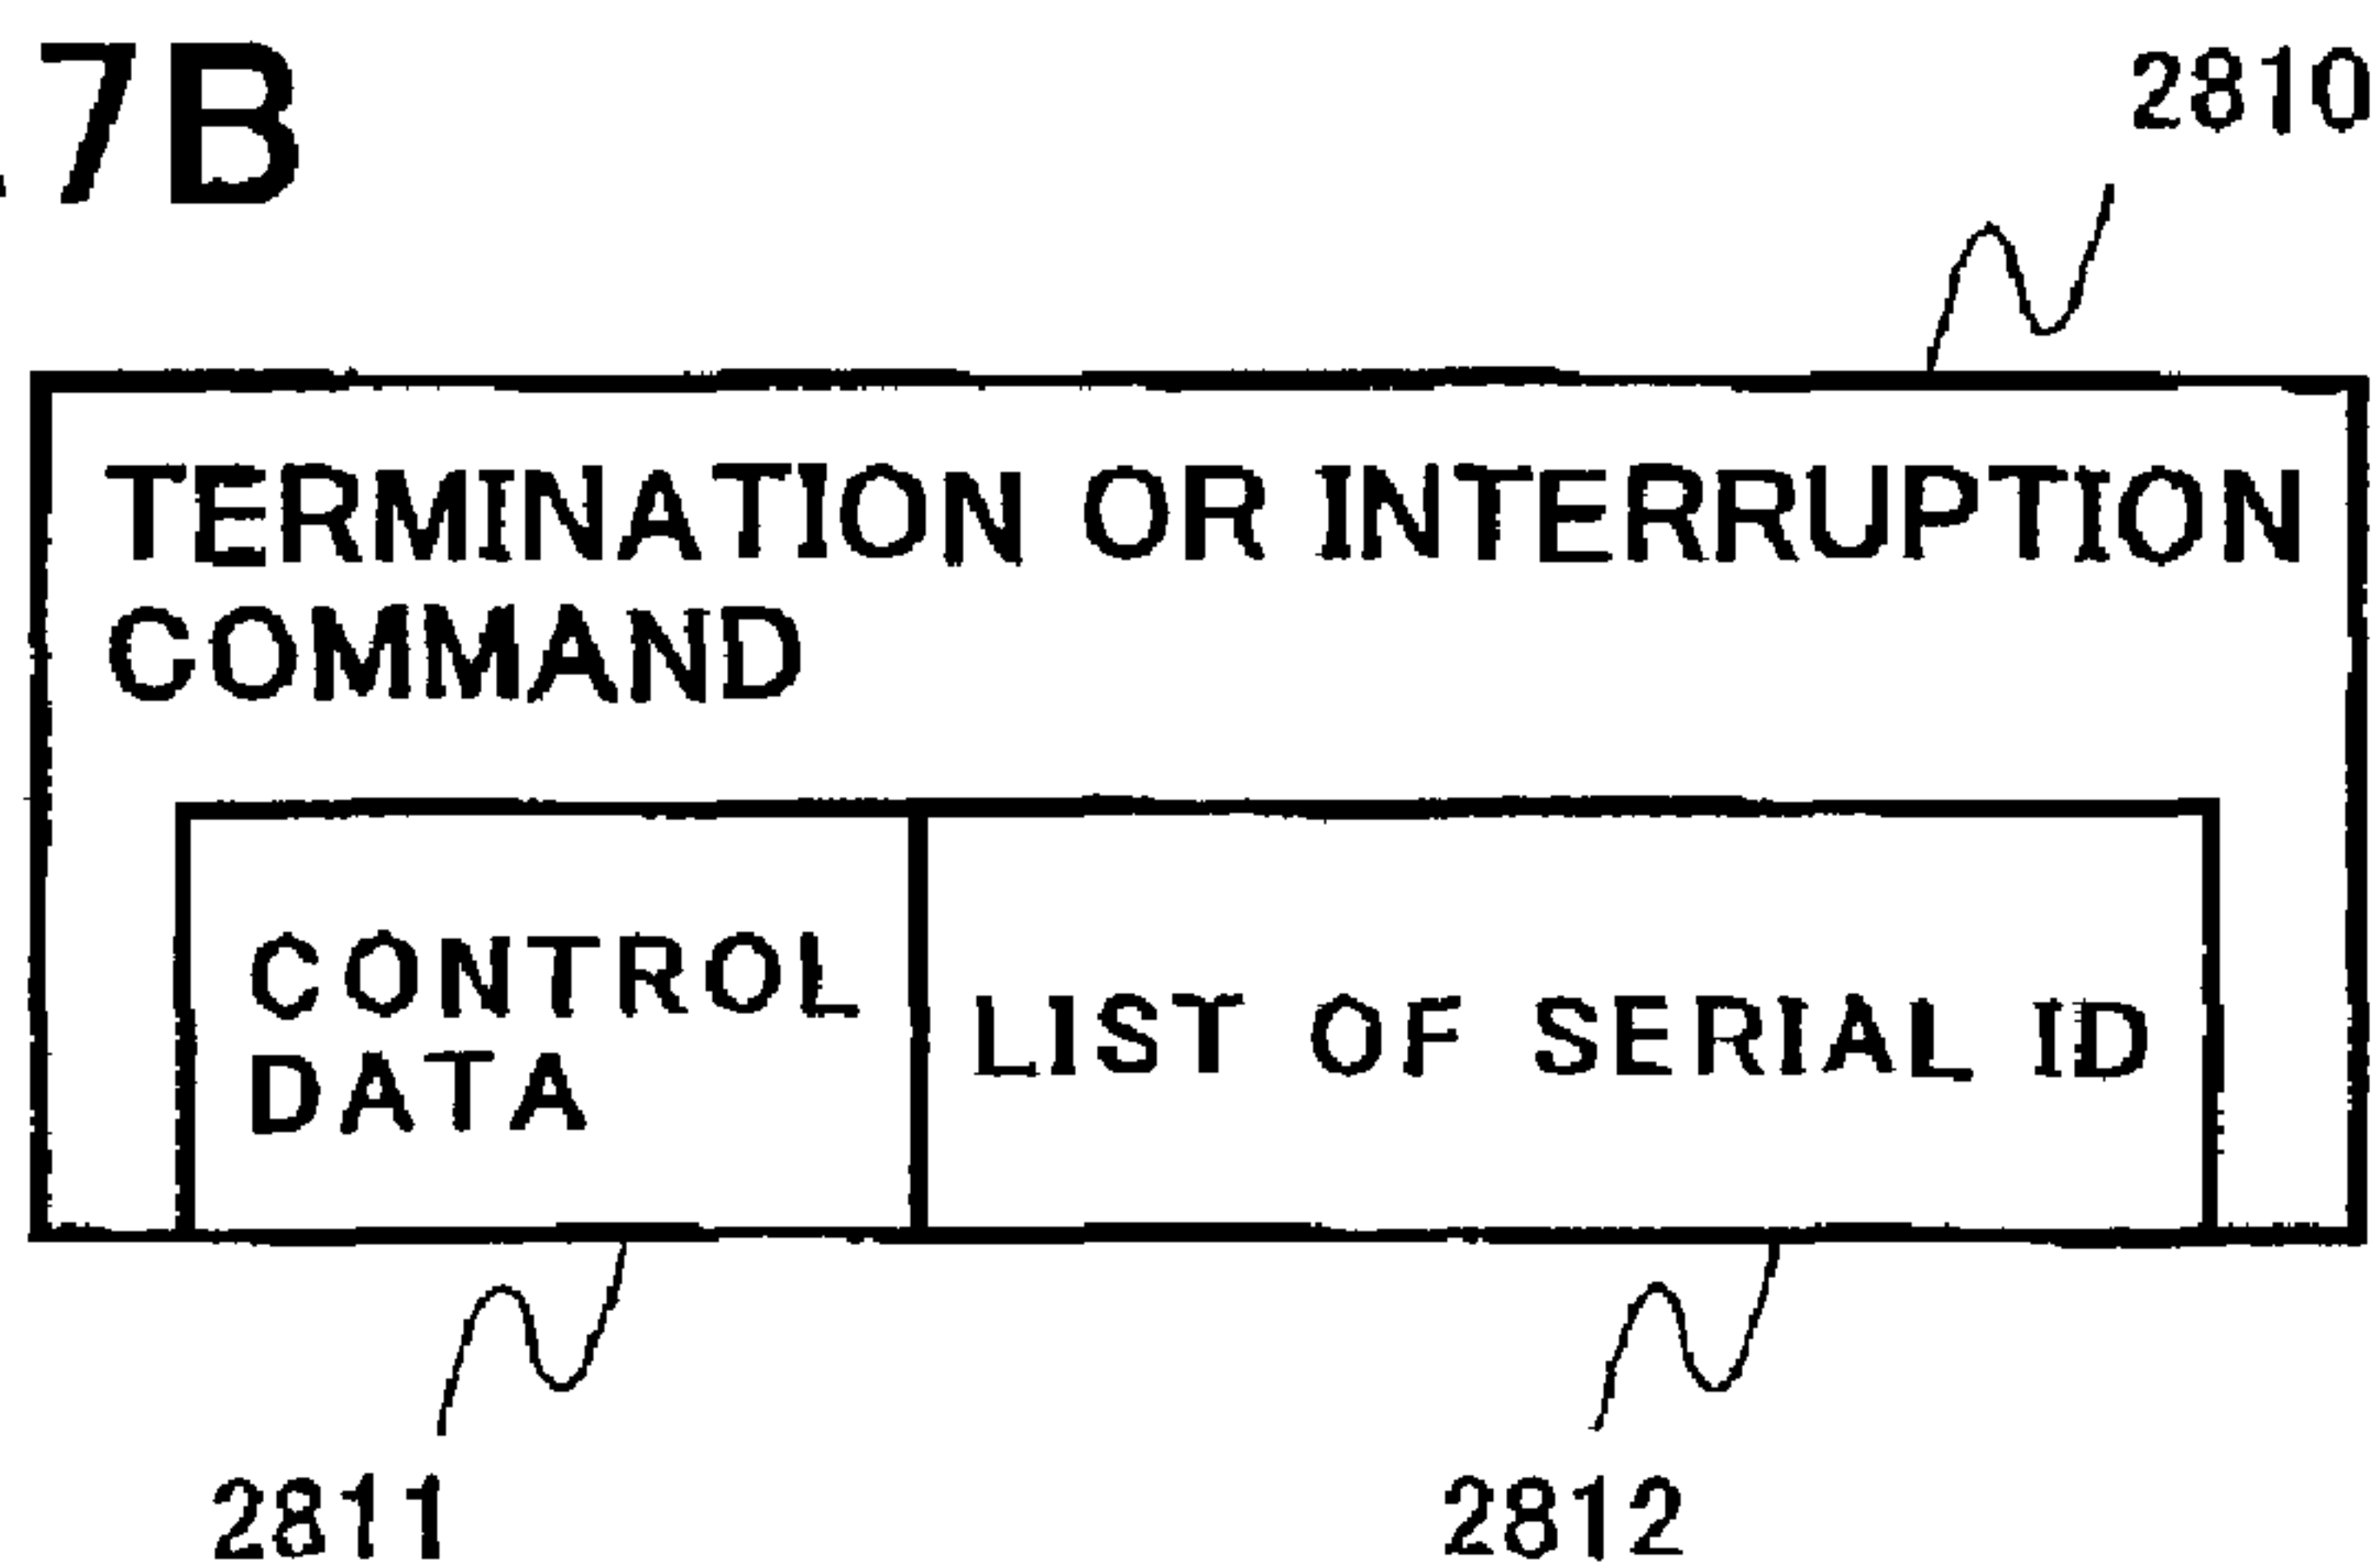 7B
2810
TERMINATION OR INTERRUPTION
COMMAND
CONTROL
DATA
LIST OF SERIAL ID
2811
2812